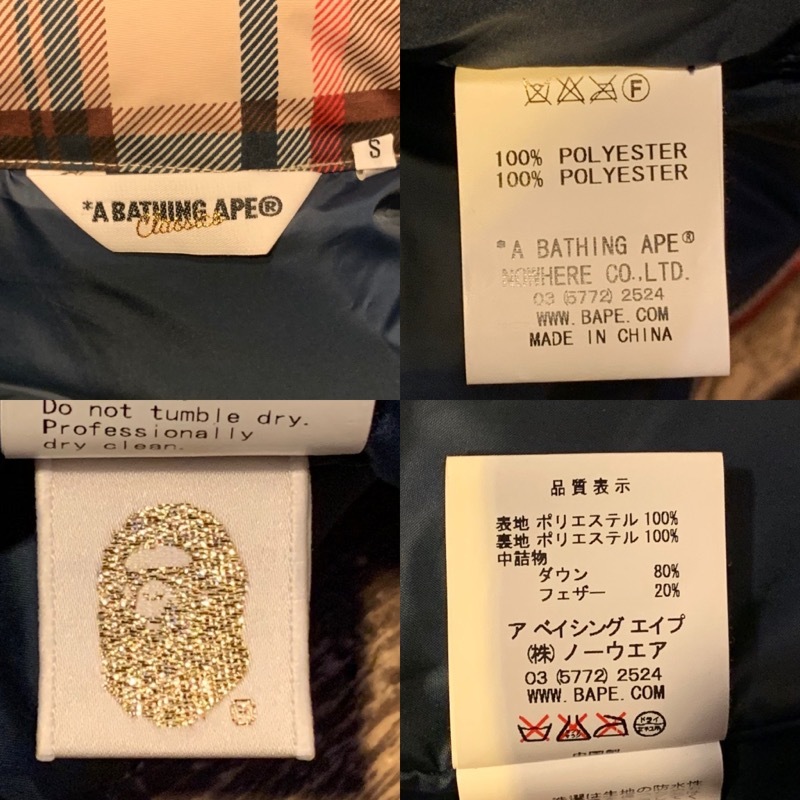 S
*A BATHING APE®
Classics
F
100% POLYESTER
100% POLYESTER
*A BATHING APE®
NOWHERE CO.,LTD.
03 (5772) 2524
WWW.BAPE.COM
MADE IN CHINA
Do not tumble dry.
Professionally
dry clean.
品質表示
表地 ポリエステル 100%
裏地 ポリエステル 100%
中詰物
ダウン 80%
フェザー 20%
ア ベイシング エイプ
(株) ノーウエア
03 (5772) 2524
WWW.BAPE.COM
中国製